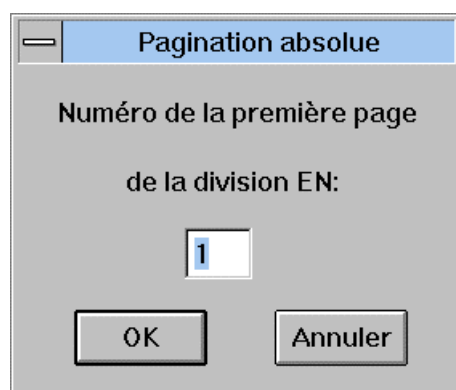 Pagination absolue
Numéro de la première page
de la division EN:
1
OK Annuler